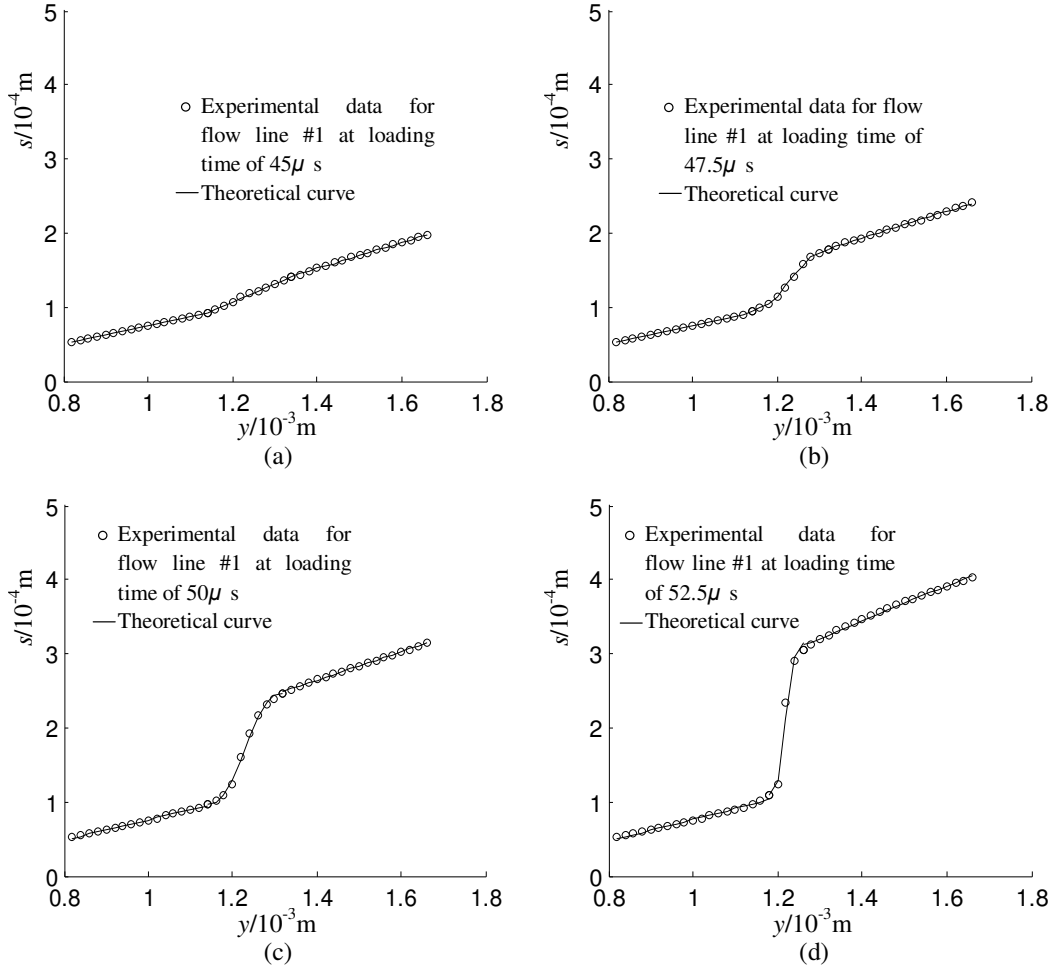 5
4
3
2
1
0
s/10⁻⁴m
Experimental data for
flow line #1 at loading
time of 45μ s
Theoretical curve
0.8 1 1.2 1.4 1.6 1.8
y/10⁻³m
(a)
5
4
3
2
1
0
s/10⁻⁴m
Experimental data for flow
line #1 at loading time of
47.5μ s
Theoretical curve
0.8 1 1.2 1.4 1.6 1.8
y/10⁻³m
(b)
5
4
3
2
1
0
s/10⁻⁴m
Experimental data for
flow line #1 at loading
time of 50μ s
Theoretical curve
0.8 1 1.2 1.4 1.6 1.8
y/10⁻³m
(c)
5
4
3
2
1
0
s/10⁻⁴m
Experimental data for
flow line #1 at loading time
of 52.5μ s
Theoretical curve
0.8 1 1.2 1.4 1.6 1.8
y/10⁻³m
(d)